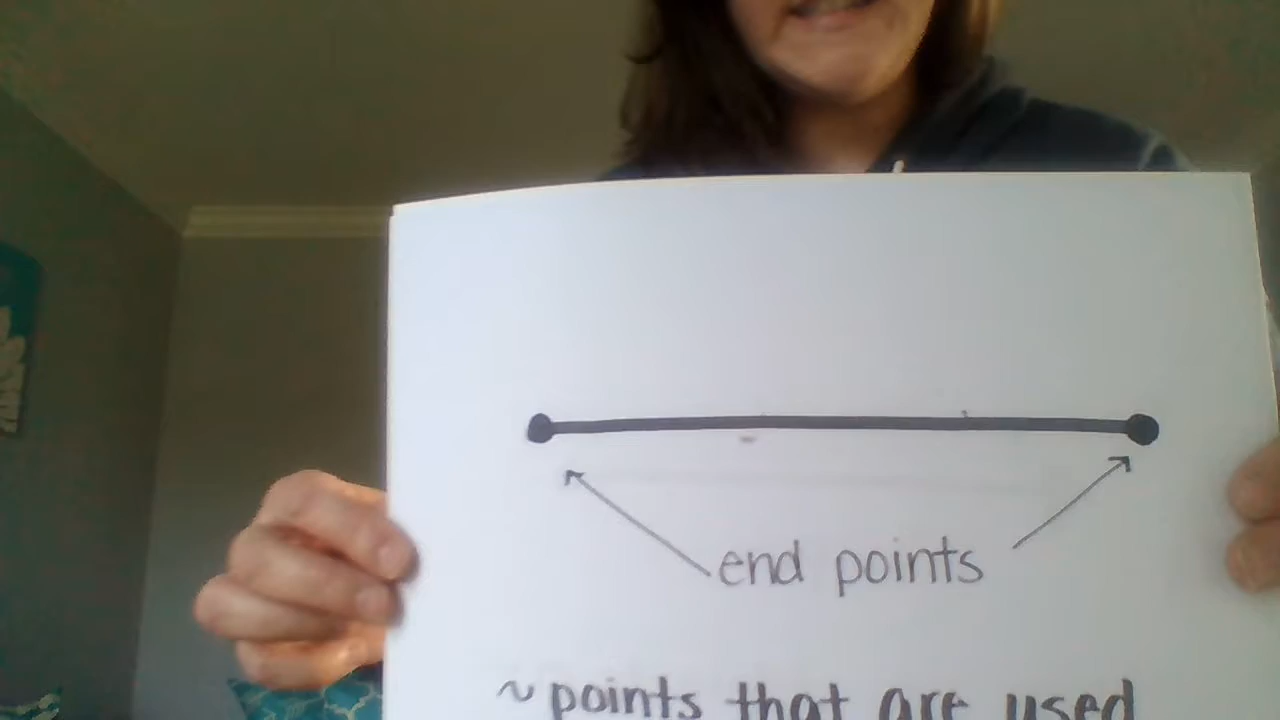 end points
~ points that are used